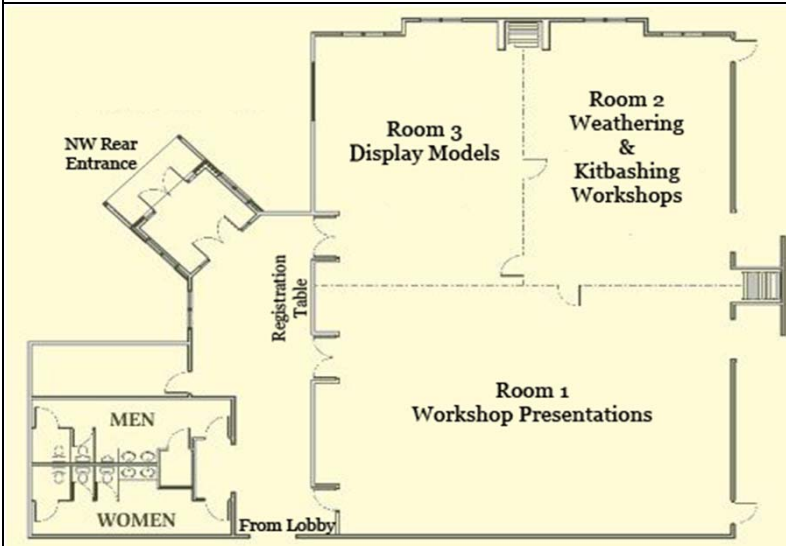 NW Rear
Entrance
Room 3
Display Models
Room 2
Weathering
&
Kitbashing
Workshops
Registration
Table
Room 1
Workshop Presentations
MEN
WOMEN
From Lobby